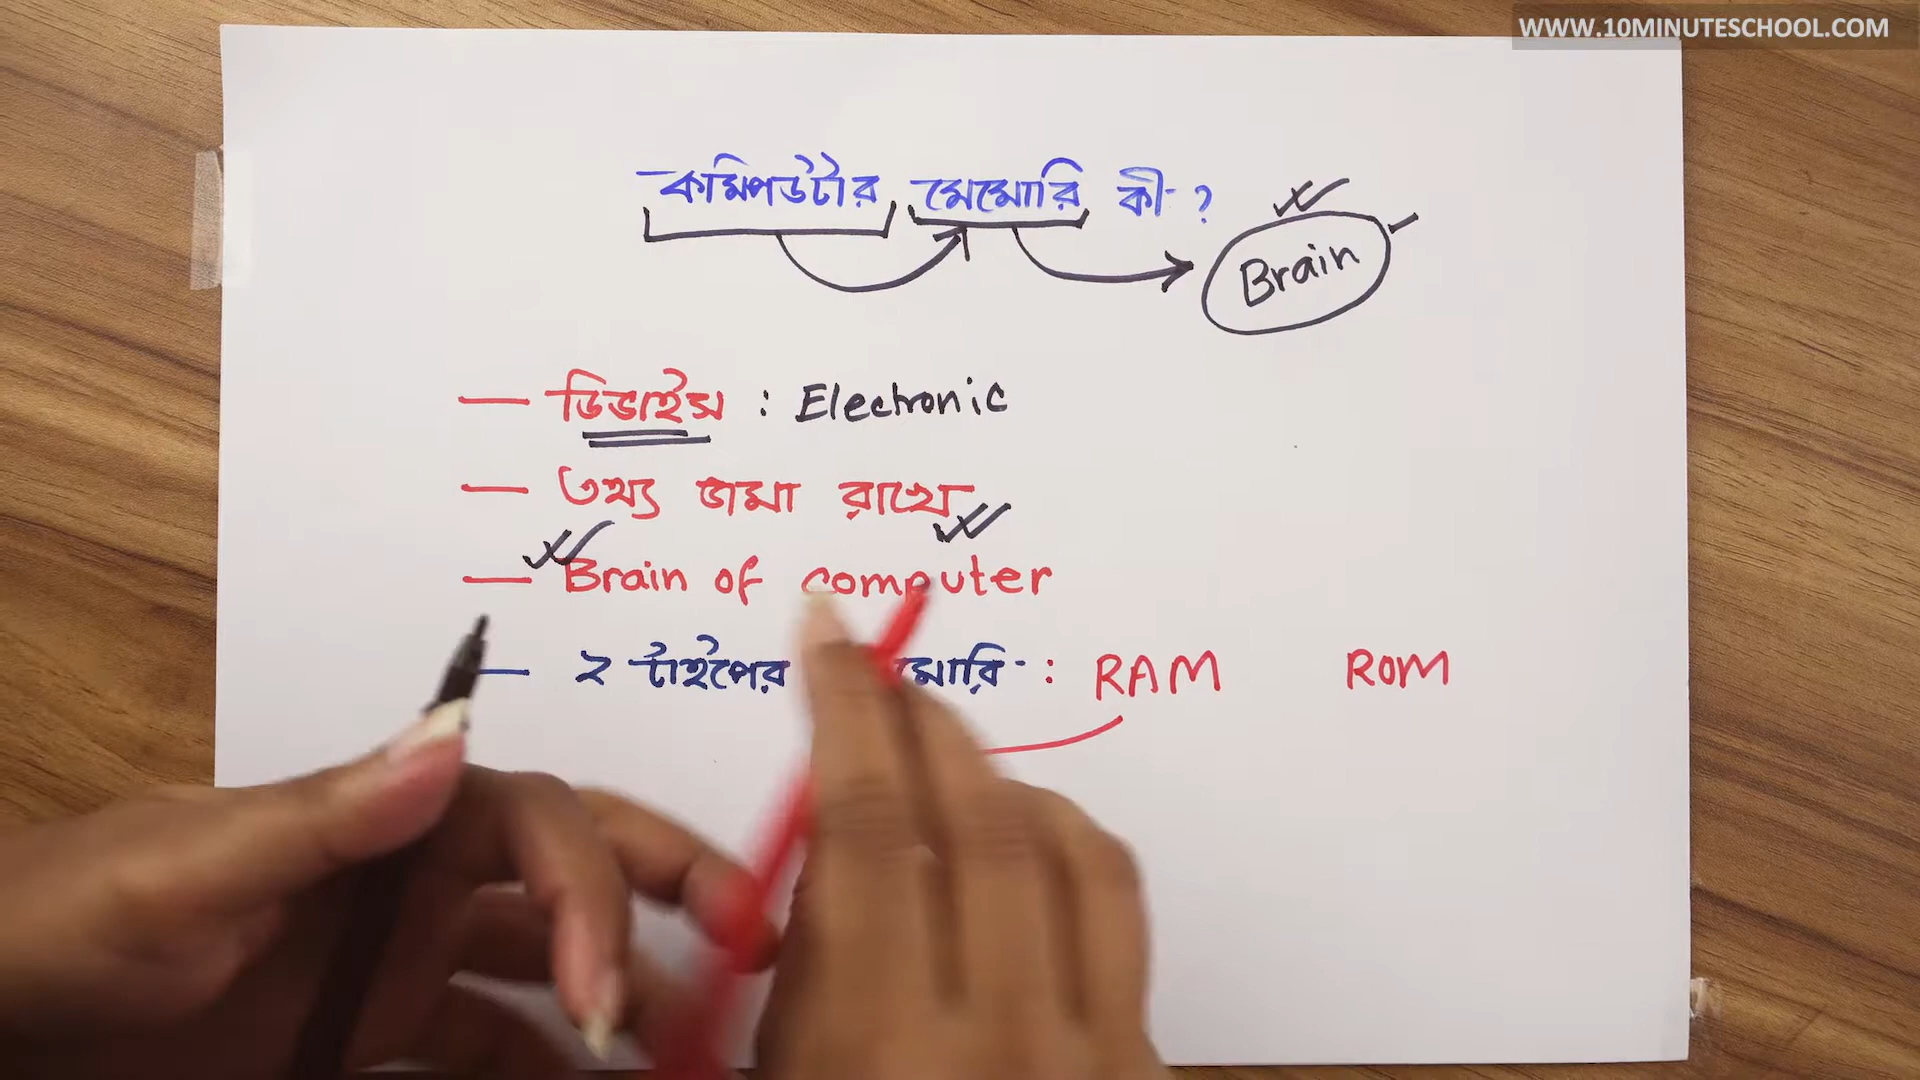 WWW.10MINUTESCHOOL.COM
কম্পিউটার মেমোরি কী?
Brain
— ডিভাইস : Electronic
— তথ্য জমা রাখে
— Brain of computer
— ২ টাইপের : RAM ROM